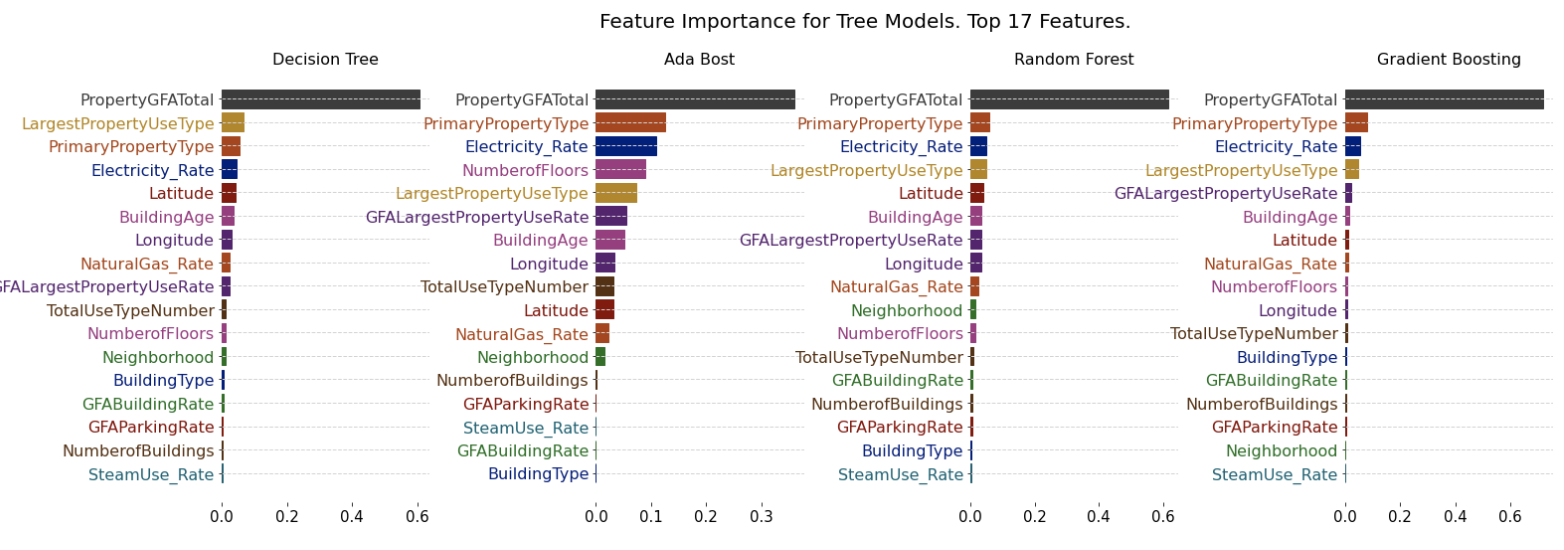 Feature Importance for Tree Models. Top 17 Features.
Decision Tree
PropertyGFATotal
LargestPropertyUseType
PrimaryPropertyType
Electricity_Rate
Latitude
BuildingAge
Longitude
NaturalGas_Rate
GFALargestPropertyUseRate
TotalUseTypeNumber
NumberofFloors
Neighborhood
BuildingType
GFABuildingRate
GFAParkingRate
NumberofBuildings
SteamUse_Rate
0.0 0.2 0.4 0.6
Ada Bost
PropertyGFATotal
PrimaryPropertyType
Electricity_Rate
NumberofFloors
LargestPropertyUseType
GFALargestPropertyUseRate
BuildingAge
Longitude
TotalUseTypeNumber
Latitude
NaturalGas_Rate
Neighborhood
NumberofBuildings
GFAParkingRate
SteamUse_Rate
GFABuildingRate
BuildingType
0.0 0.1 0.2 0.3
Random Forest
PropertyGFATotal
PrimaryPropertyType
Electricity_Rate
LargestPropertyUseType
Latitude
BuildingAge
GFALargestPropertyUseRate
Longitude
NaturalGas_Rate
Neighborhood
NumberofFloors
TotalUseTypeNumber
GFABuildingRate
NumberofBuildings
GFAParkingRate
BuildingType
SteamUse_Rate
0.0 0.2 0.4 0.6
Gradient Boosting
PropertyGFATotal
PrimaryPropertyType
Electricity_Rate
LargestPropertyUseType
GFALargestPropertyUseRate
BuildingAge
Latitude
NaturalGas_Rate
NumberofFloors
Longitude
TotalUseTypeNumber
BuildingType
GFABuildingRate
NumberofBuildings
GFAParkingRate
Neighborhood
SteamUse_Rate
0.0 0.2 0.4 0.6